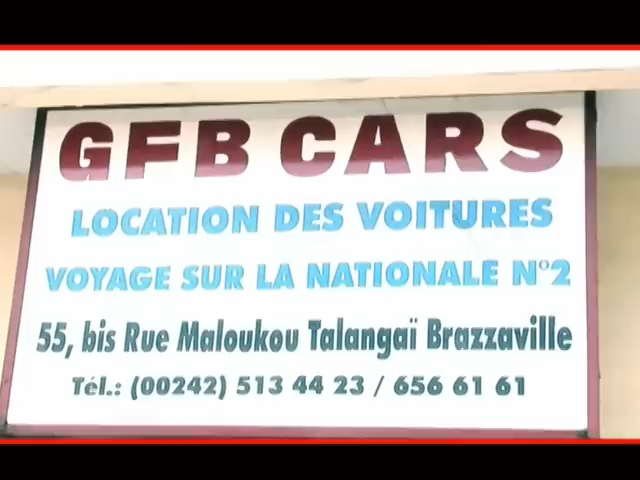 GFB CARS
LOCATION DES VOITURES
VOYAGE SUR LA NATIONALE N°2
55, bis Rue Maloukou Talangaï Brazzaville
Tél.: (00242) 513 44 23 / 656 61 61